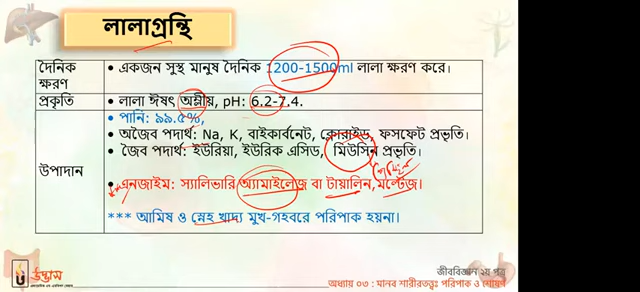 লালাগ্রন্থি
দৈনিক ক্ষরণ
• একজন সুস্থ মানুষ দৈনিক 1200-1500ml লালা ক্ষরণ করে।
প্রকৃতি
• লালা ঈষৎ অম্লীয়, pH: 6.2-7.4.
উপাদান
• পানি: ৯৯.৫%,
• অজৈব পদার্থ: Na, K, বাইকার্বনেট, ক্লোরাইড, ফসফেট প্রভৃতি।
• জৈব পদার্থ: ইউরিয়া, ইউরিক এসিড, মিউসিন প্রভৃতি।
• এনজাইম: স্যালিভারি অ্যামাইলেজ বা টায়ালিন, মল্টেজ।
*** আমিষ ও স্নেহ খাদ্য মুখ-গহবরে পরিপাক হয়না।
উদ্ভাস
জীববিজ্ঞান ২য় পত্র
অধ্যায় ০৩ : মানব শারীরতত্ত্ব: পরিপাক ও শোষণ